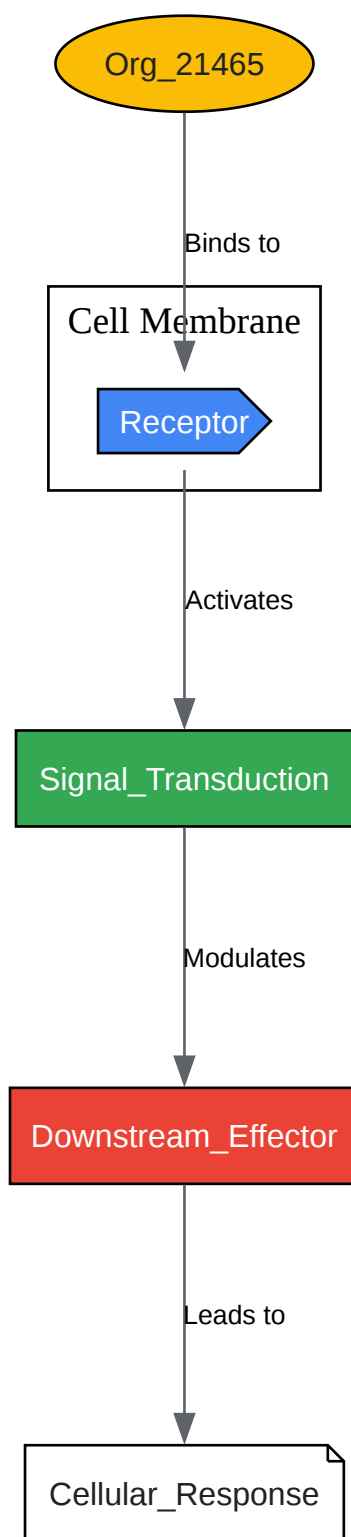 Org_21465
Binds to
Cell Membrane
Receptor
Activates
Signal_Transduction
Modulates
Downstream_Effector
Leads to
Cellular_Response